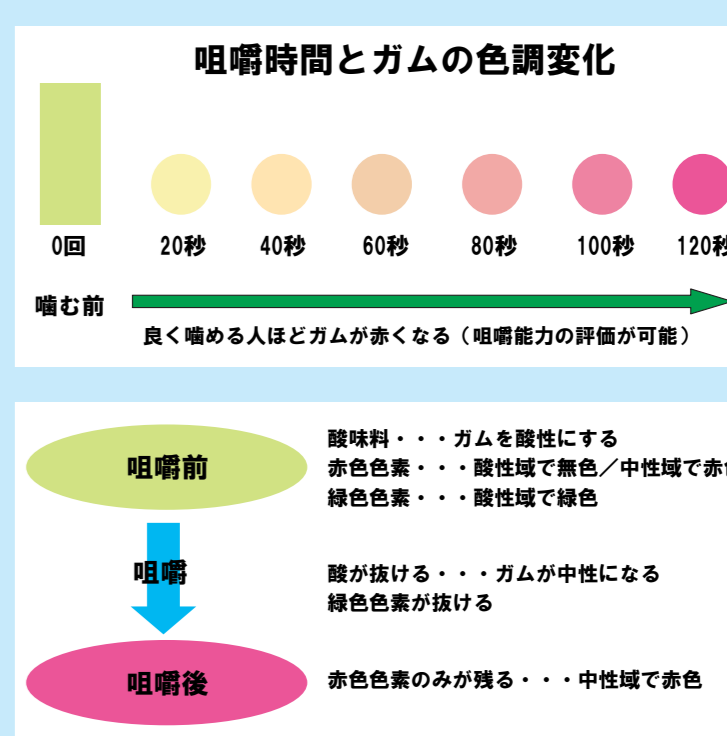 咀嚼時間とガムの色調変化
0回 20秒 40秒 60秒 80秒 100秒 120秒
噛む前
良く噛める人ほどガムが赤くなる（咀嚼能力の評価が可能）
咀嚼前
酸味料・・・ガムを酸性にする
赤色色素・・・酸性域で無色／中性域で赤色
緑色色素・・・酸性域で緑色
咀嚼
酸が抜ける・・・ガムが中性になる
緑色色素が抜ける
咀嚼後
赤色色素のみが残る・・・中性域で赤色